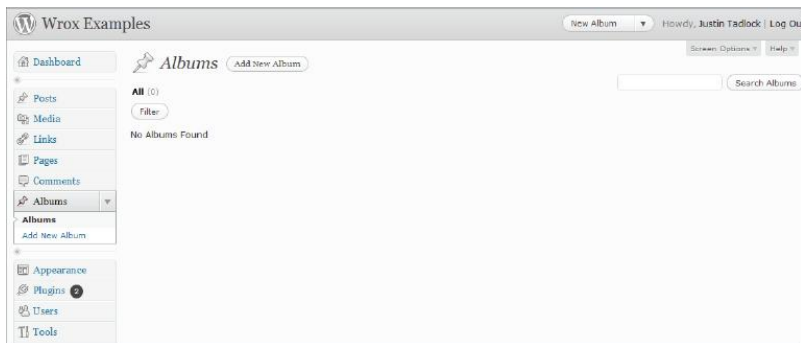 Wrox Examples
New Album
Howdy, Justin Tadlock | Log Ou
Screen Options
Help
Dashboard
Albums
Add New Album
Search Albums
All (0)
Posts
Filter
Media
No Albums Found
Links
Pages
Comments
Albums
Albums
Add New Album
Appearance
Plugins 2
Users
Tools